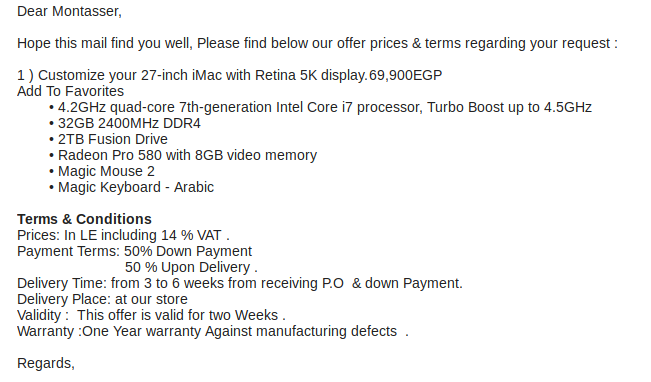 Dear Montasser,
Hope this mail find you well, Please find below our offer prices & terms regarding your request :
1 ) Customize your 27-inch iMac with Retina 5K display.69,900EGP
Add To Favorites
• 4.2GHz quad-core 7th-generation Intel Core i7 processor, Turbo Boost up to 4.5GHz
• 32GB 2400MHz DDR4
• 2TB Fusion Drive
• Radeon Pro 580 with 8GB video memory
• Magic Mouse 2
• Magic Keyboard - Arabic
Terms & Conditions
Prices: In LE including 14 % VAT .
Payment Terms: 50% Down Payment
50 % Upon Delivery .
Delivery Time: from 3 to 6 weeks from receiving P.O  & down Payment.
Delivery Place: at our store
Validity :  This offer is valid for two Weeks .
Warranty :One Year warranty Against manufacturing defects  .
Regards,